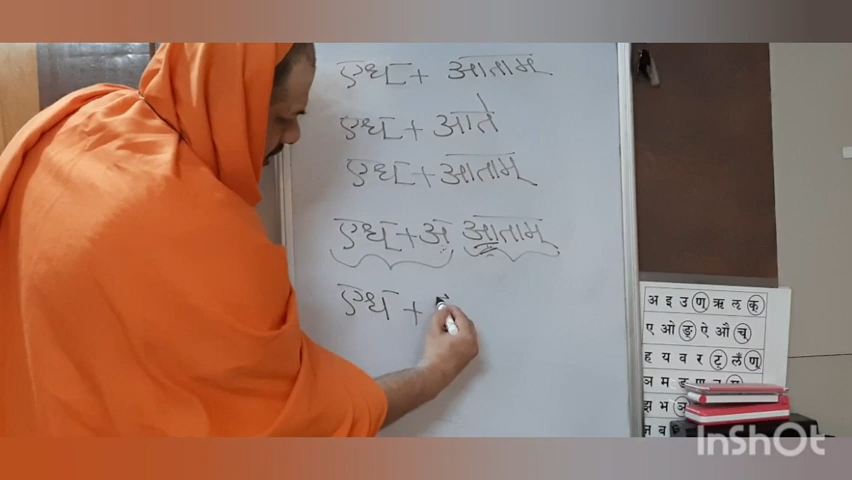 एध् + आताम्
एध् + आते
एध् + आताम्
एध् + अ आताम्
एध +
अ इ उ ण् ऋ ऌ क्
ए ओ ङ् ऐ औ च्
ह य व र ट् लँ ण्
ञ म
झ भ ञ्
ज ब
InShOt